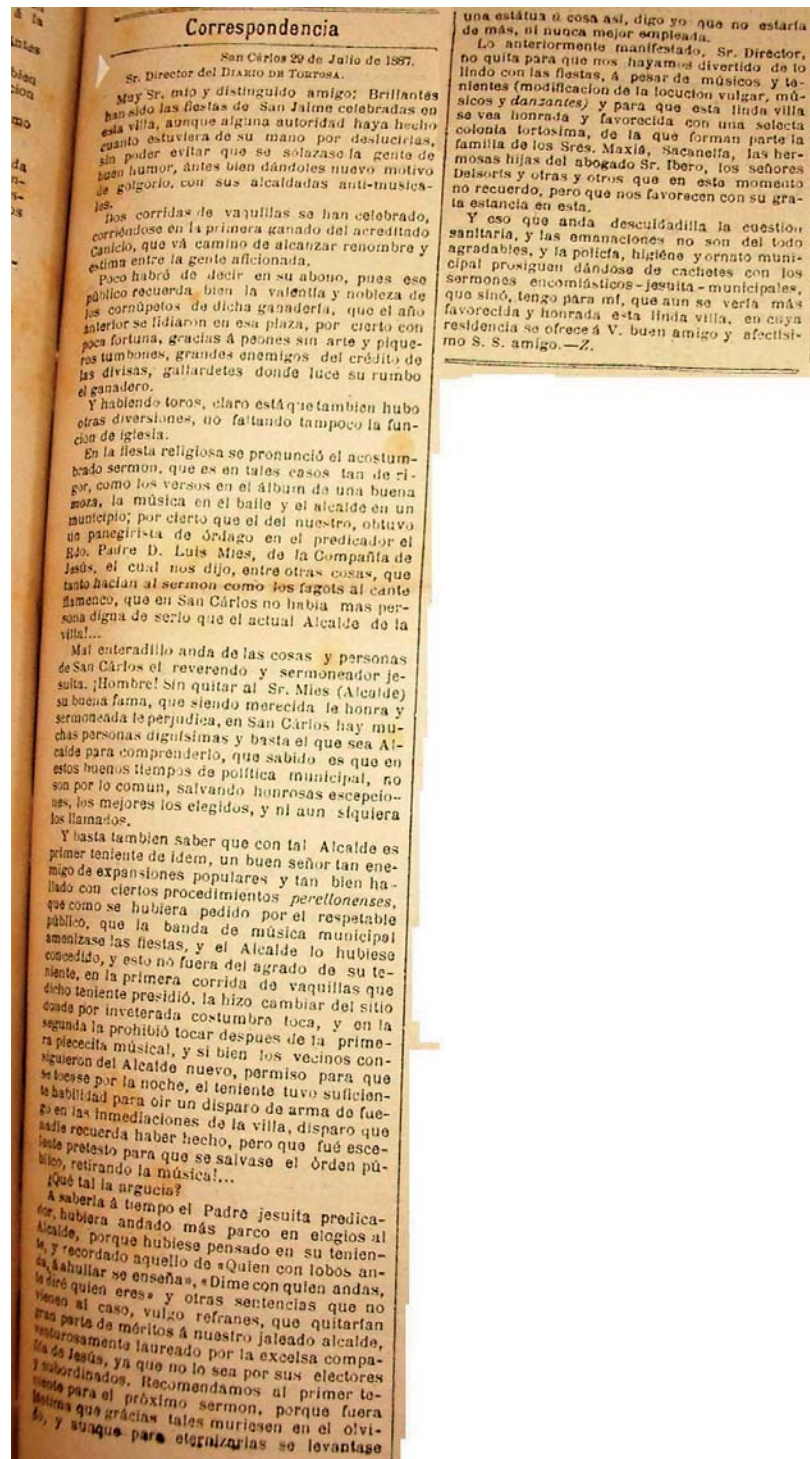 Correspondencia
San Cárlos 29 de Julio de 1887.
Sr. Director del DIARIO DE TORTOSA.
Muy Sr. mio y distinguido amigo: Brillantes
han sido las fiestas de San Jaime celebradas en
esta villa, aunque alguna autoridad haya hecho
cuanto estuviera de su mano por deslucirlas,
sin poder evitar que se solazase la gente de
buen humor, ántes bien dándoles nuevo motivo
de golgorio, con sus alcaldadas anti-musica-
les.
Dos corridas de vaquillas se han celebrado,
corriéndose en la primera ganado del acreditado
Canicio, que vá camino de alcanzar renombre y
estima entre la gente aficionada.
Poco habré de decir en su abono, pues ese
público recuerda bien la valentía y nobleza de
los cornúpetos de dicha ganadería, que el año
anterior se lidiaron en esa plaza, por cierto con
poca fortuna, gracias á peones sin arte y pique-
ros tumbones, grandes enemigos del crédito de
las divisas, gallardetes donde luce su rumbo
el ganadero.
Y habiendo toros, claro está que tambien hubo
otras diversiones, no faltando tampoco la fun-
cion de iglesia.
En la fiesta religiosa se pronunció el acostum-
brado sermon, que es en tales casos tan de ri-
gor, como los versos en el álbum de una buena
moza, la música en el baile y el alcalde en un
municipio; por cierto que el del nuestro, obtuvo
un panegirista de órdago en el predicador el
Rdo. Padre D. Luis Mies, de la Compañía de
Jesús, el cual nos dijo, entre otras cosas, que
tanto hacian al sermon como los fagots al cante
flamenco, que en San Cárlos no habia mas per-
sona digna de serlo que el actual Alcalde de la
villa!...
Mal enteradillo anda de las cosas y personas
de San Cárlos el reverendo y sermoneador je-
suita. ¡Hombre! Sin quitar al Sr. Mies (Alcalde)
su buena fama, que siendo merecida le honra y
sermoneada le perjudica, en San Cárlos hay mu-
chas personas dignísimas y basta el que sea Al-
calde para comprenderlo, que sabido es que en
estos buenos tiempos de política municipal, no
son por lo comun, salvando honrosas escepcio-
nes, los mejores los elegidos, y ni aun siquiera
los llamados.
Y basta tambien saber que con tal Alcalde es
primer teniente de idem, un buen señor tan ene-
migo de expansiones populares y tan bien ha-
llado con ciertos procedimientos perellonenses,
que como se hubiera pedido por el respetable
público, que la banda de música municipal
amenizase las fiestas, y el Alcalde lo hubiese
concedido, y esto no fuera del agrado de su te-
niente, en la primera corrida de vaquillas que
dicho teniente presidió, la hizo cambiar del sitio
donde por inveterada costumbre toca, y en la
segunda la prohibió tocar despues de la prime-
ra piececita músical, y si bien los vecinos con-
siguieron del Alcalde nuevo, permiso para que
se tocase por la noche, el teniente tuvo suficien-
te habilidad para oir un disparo de arma de fue-
go en las inmediaciones de la villa, disparo que
nadie recuerda haber hecho, pero que fué esce-
lente pretesto para que se salvase el órden pú-
blico, retirando la música!...
¡Qué tal la argucia?
A saberla á tiempo el Padre jesuita predica-
dor, hubiera andado más parco en elogios al
Alcalde, porque hubiese pensado en su tenien-
te, y recordado aquello de «Quien con lobos an-
da, á ahullar se enseña», «Dime con quien andas,
te diré quien eres» y otras sentencias que no
vienen al caso, vulgo refranes, que quitarían
gran parte de méritos á nuestro jaleado alcalde,
venturosamente laureado por la excelsa compa-
ñía de Jesús, ya que no lo sea por sus electores
y subordinados. Recomendamos al primer te-
niente para el próximo sermon, porque fuera
lástima que grácias tales muriesen en el olvi-
do, y aunque para eternizarlas se levantase
una estátua ú cosa así, digo yo que no estaría
de más, ni nunca mejor empleada.
Lo anteriormente manifestado, Sr. Director,
no quita para que nos hayamos divertido de lo
lindo con las fiestas, á pesar de músicos y te-
nientes (modificacion de la locucion vulgar, mú-
sicos y danzantes) y para que esta linda villa
se vea honrada y favorecida con una selecta
colonia tortosina, de la que forman parte la
familia de los Sres. Maxiá, Sacanella, las her-
mosas hijas del abogado Sr. Ibero, los señores
Delsorts y otras y otros que en este momento
no recuerdo, pero que nos favorecen con su gra-
ta estancia en esta.
Y eso que anda descuidadilla la cuestion
sanitaria, y las emanaciones no son del todo
agradables, y la policía, higiéne y ornato muni-
cipal prosiguen dándose de cachetes con los
sermones encomiásticos-jesuita-municipales,
que sinó, tengo pára mí, que aun se vería más
favorecida y honrada esta linda villa, en cuya
residencia se ofrece á V. buen amigo y afectísi-
mo S. S. amigo.—Z.